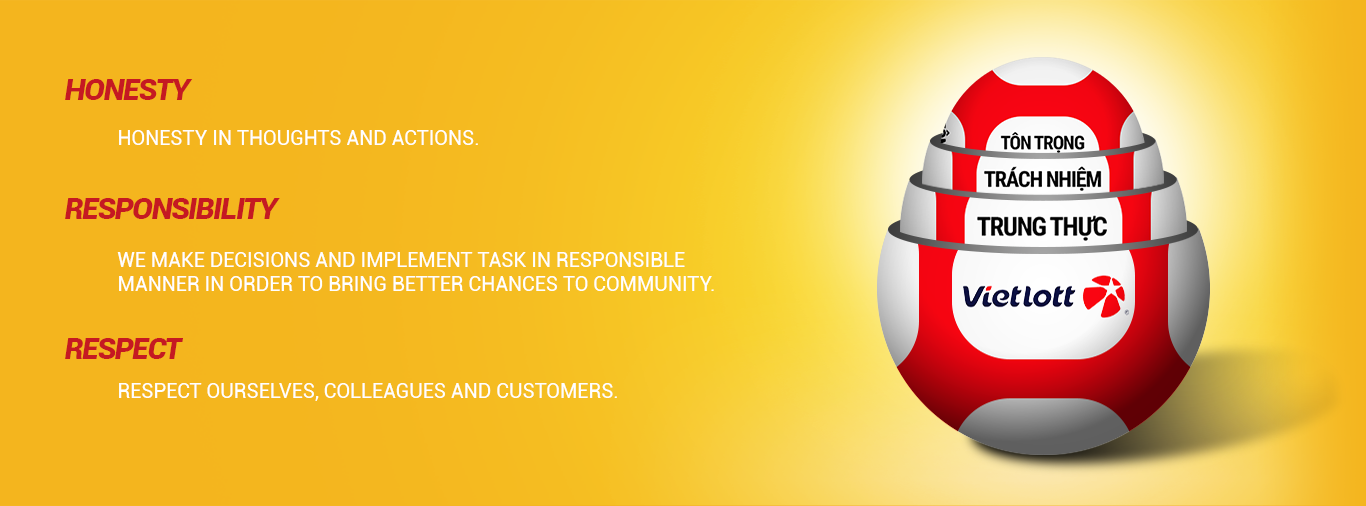 HONESTY
HONESTY IN THOUGHTS AND ACTIONS.
RESPONSIBILITY
WE MAKE DECISIONS AND IMPLEMENT TASK IN RESPONSIBLE
MANNER IN ORDER TO BRING BETTER CHANCES TO COMMUNITY.
RESPECT
RESPECT OURSELVES, COLLEAGUES AND CUSTOMERS.
TÔN TRỌNG
TRÁCH NHIỆM
TRUNG THỰC
Vietlott ®